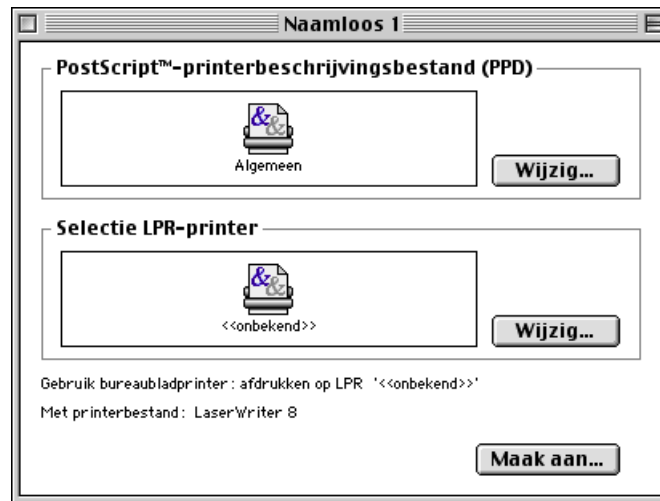 Naamloos 1
PostScript™-printerbeschrijvingsbestand (PPD)
Algemeen
Wijzig...
Selectie LPR-printer
<<onbekend>>
Wijzig...
Gebruik bureaubladprinter: afdrukken op LPR '<<onbekend>>'
Met printerbestand: LaserWriter 8
Maak aan...